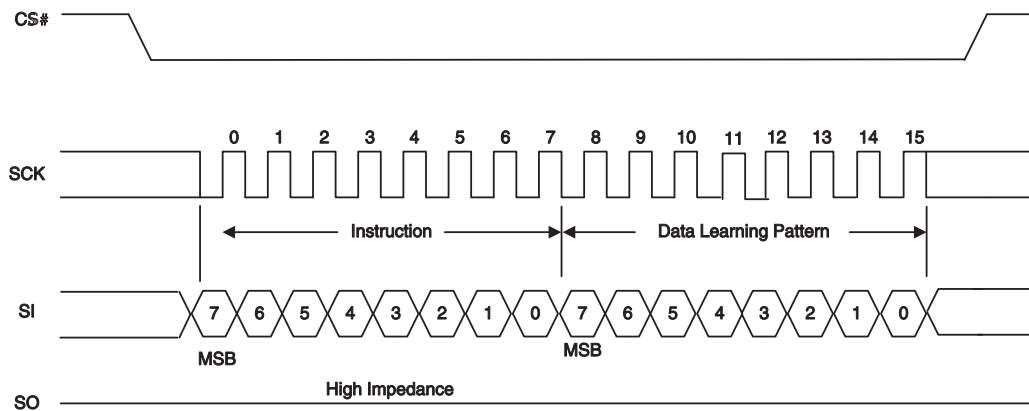 CS#
0 1 2 3 4 5 6 7 8 9 10 11 12 13 14 15
SCK
Instruction Data Learning Pattern
SI 7 6 5 4 3 2 1 0 7 6 5 4 3 2 1 0
MSB MSB
High Impedance
SO